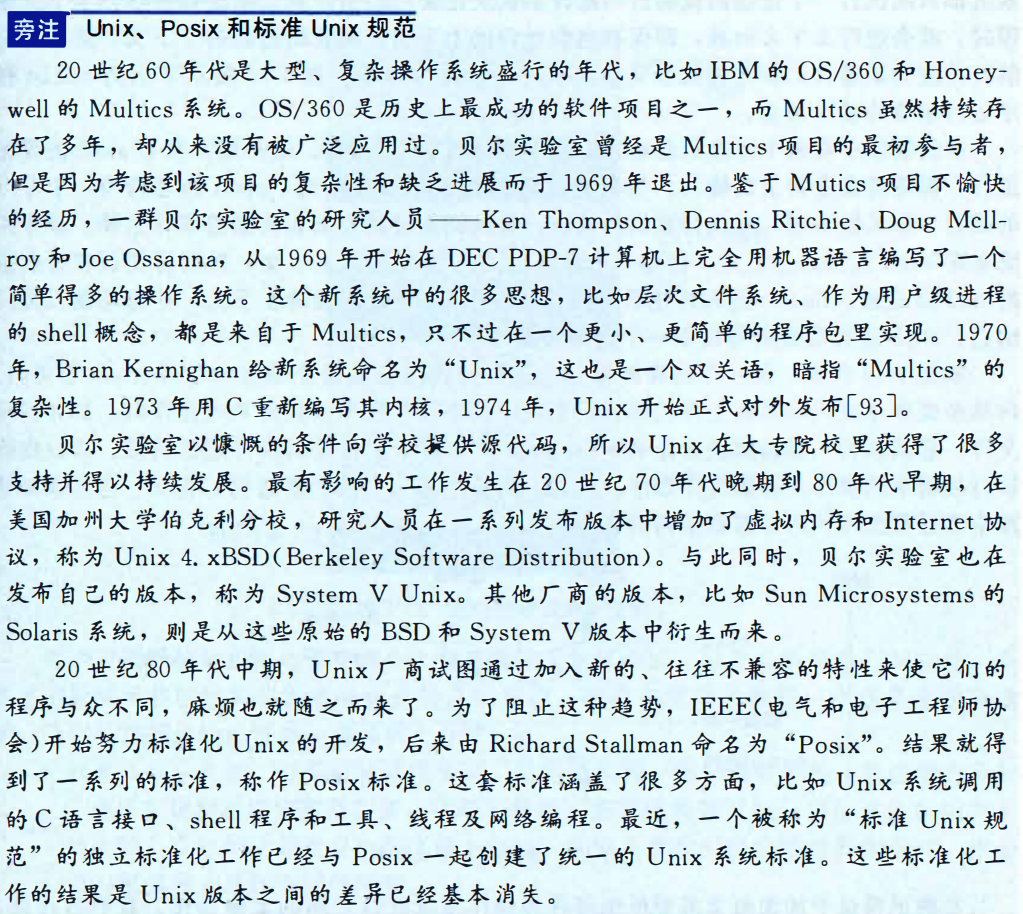 旁注 Unix、Posix 和标准 Unix 规范
20 世纪 60 年代是大型、复杂操作系统盛行的年代，比如 IBM 的 OS/360 和 Honey-
well 的 Multics 系统。OS/360 是历史上最成功的软件项目之一，而 Multics 虽然持续存
在了多年，却从来没有被广泛应用过。贝尔实验室曾经是 Multics 项目的最初参与者，
但是因为考虑到该项目的复杂性和缺乏进展而于 1969 年退出。鉴于 Mutics 项目不愉快
的经历，一群贝尔实验室的研究人员——Ken Thompson、Dennis Ritchie、Doug McIl-
roy 和 Joe Ossanna，从 1969 年开始在 DEC PDP-7 计算机上完全用机器语言编写了一个
简单得多的操作系统。这个新系统中的很多思想，比如层次文件系统、作为用户级进程
的 shell 概念，都是来自于 Multics，只不过在一个更小、更简单的程序包里实现。1970
年，Brian Kernighan 给新系统命名为“Unix”，这也是一个双关语，暗指“Multics”的
复杂性。1973 年用 C 重新编写其内核，1974 年，Unix 开始正式对外发布[93]。
贝尔实验室以慷慨的条件向学校提供源代码，所以 Unix 在大专院校里获得了很多
支持并得以持续发展。最有影响的工作发生在 20 世纪 70 年代晚期到 80 年代早期，在
美国加州大学伯克利分校，研究人员在一系列发布版本中增加了虚拟内存和 Internet 协
议，称为 Unix 4.xBSD(Berkeley Software Distribution)。与此同时，贝尔实验室也在
发布自己的版本，称为 System V Unix。其他厂商的版本，比如 Sun Microsystems 的
Solaris 系统，则是从这些原始的 BSD 和 System V 版本中衍生而来。
20 世纪 80 年代中期，Unix 厂商试图通过加入新的、往往不兼容的特性来使它们的
程序与众不同，麻烦也就随之而来了。为了阻止这种趋势，IEEE(电气和电子工程师协
会)开始努力标准化 Unix 的开发，后来由 Richard Stallman 命名为“Posix”。结果就得
到了一系列的标准，称作 Posix 标准。这套标准涵盖了很多方面，比如 Unix 系统调用
的 C 语言接口、shell 程序和工具、线程及网络编程。最近，一个被称为“标准 Unix 规
范”的独立标准化工作已经与 Posix 一起创建了统一的 Unix 系统标准。这些标准化工
作的结果是 Unix 版本之间的差异已经基本消失。